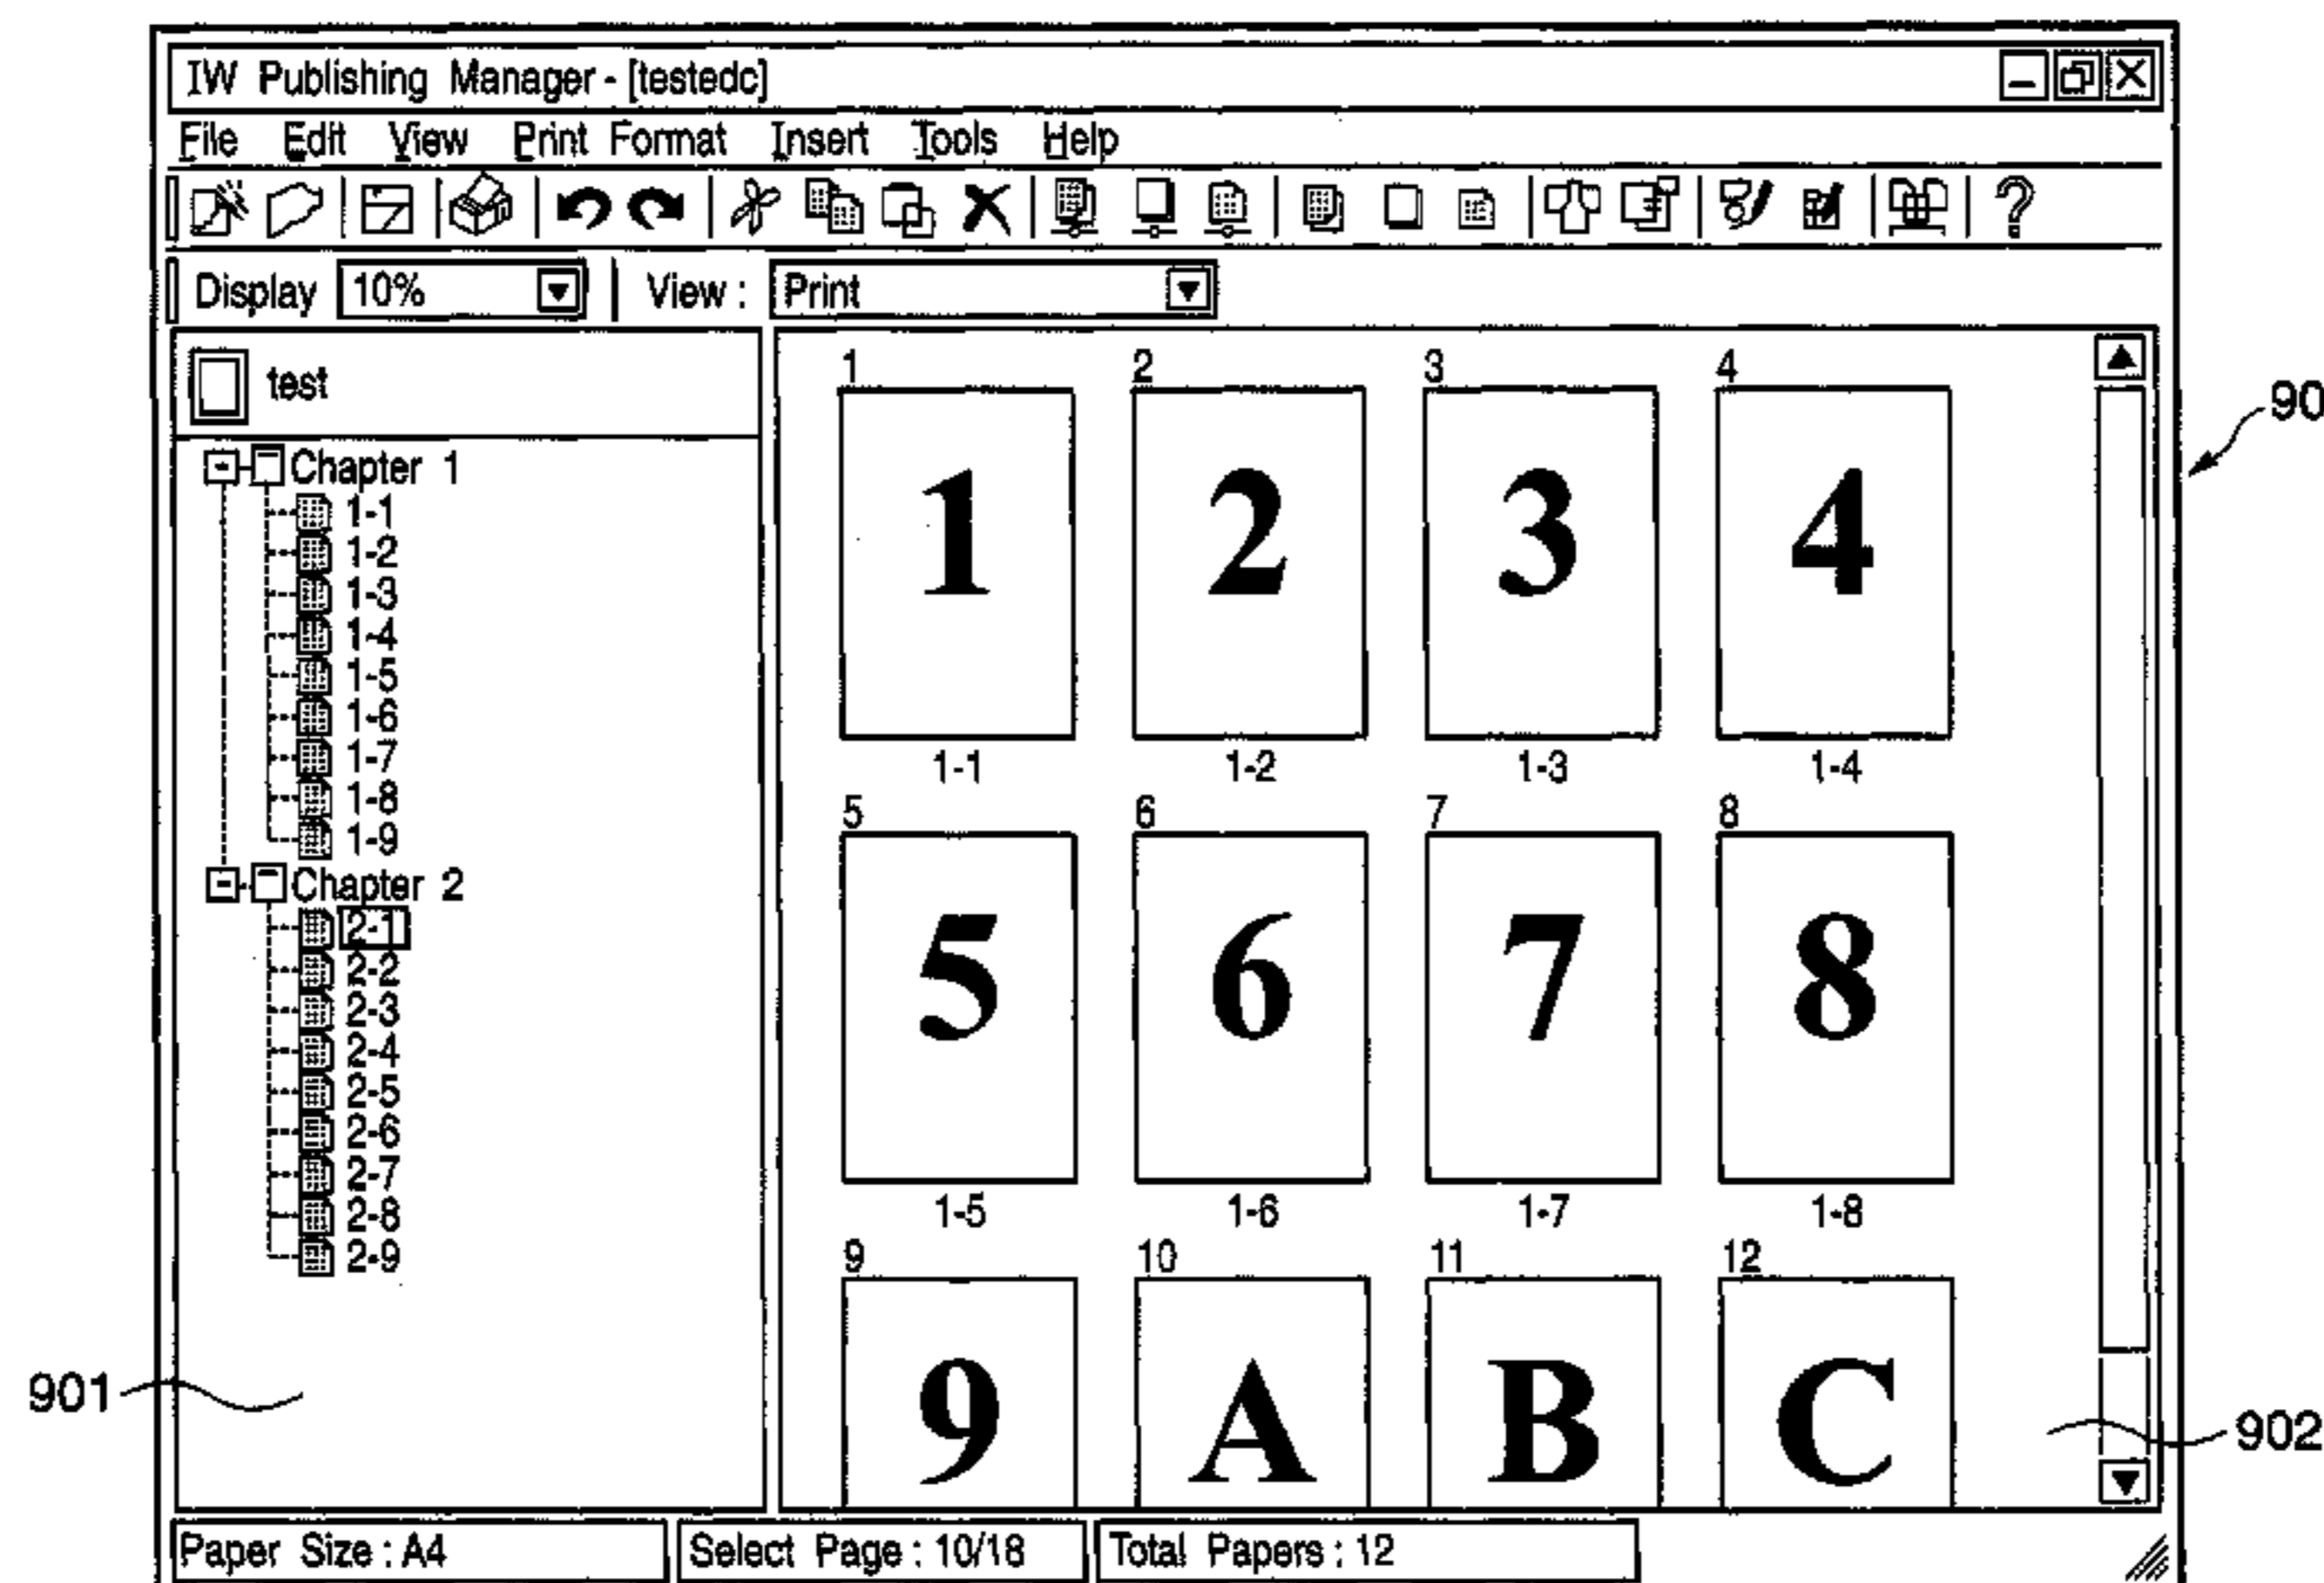 IW Publishing Manager - [testedc]
File Edit View Print Format Insert Tools Help
Display 10% View : Print
test
Chapter 1
1-1
1-2
1-3
1-4
1-5
1-6
1-7
1-8
1-9
Chapter 2
2-1
2-2
2-3
2-4
2-5
2-6
2-7
2-8
2-9
901
1 2 3 4
1 2 3 4
1-1 1-2 1-3 1-4
5 6 7 8
5 6 7 8
1-5 1-6 1-7 1-8
9 10 11 12
9 A B C
90
902
Paper Size : A4 Select Page : 10/18 Total Papers : 12